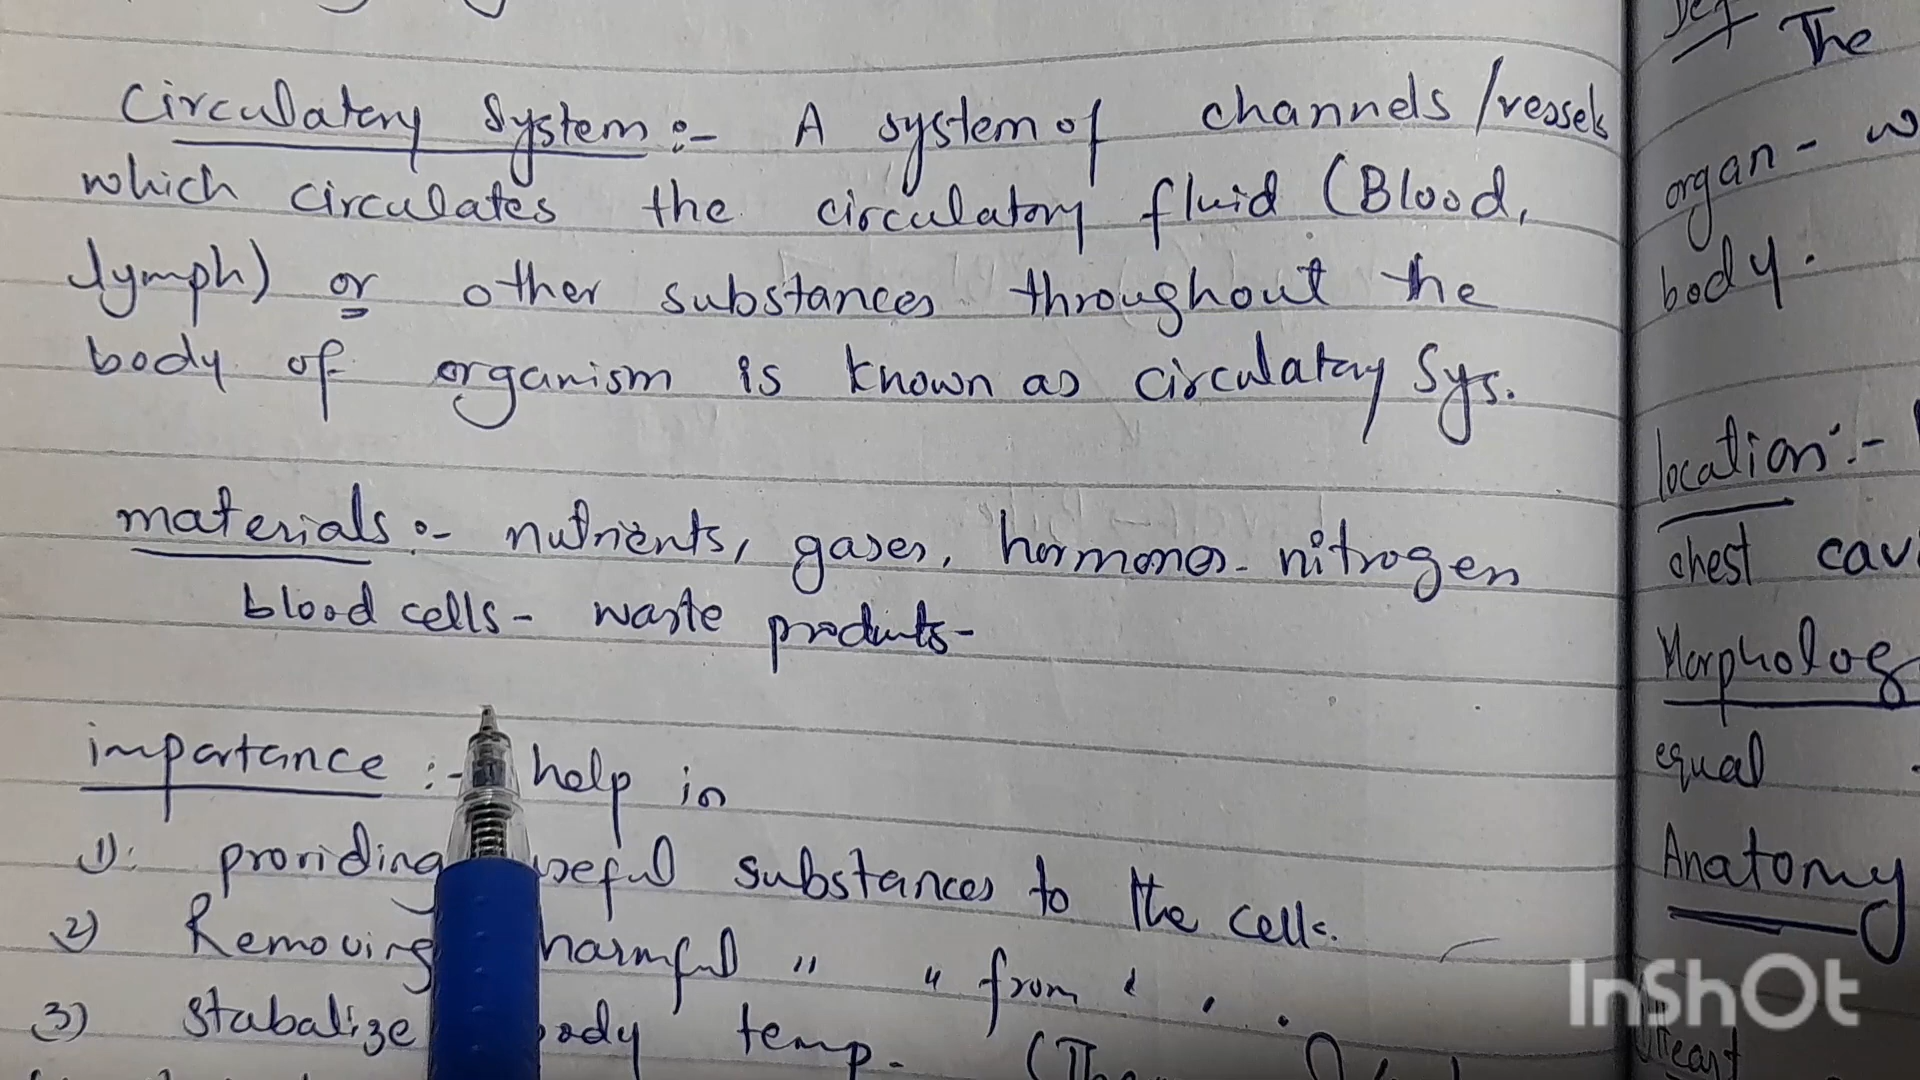 Circulatory System :- A system of channels /vessels
which circulates the circulatory fluid (Blood,
lymph) or other substances throughout the
body of organism is known as circulatory Sys.
materials :- nutrients, gases, hormones - nitrogen
blood cells - waste products -
importance :- help in
1): providing useful substances to the cells.
2) Removing harmful " " from
3) stabalize body temp. (
The
organ - w
body.
location :-
chest cavi
Morpholog
equal
Anatomy
Heart
InShOt